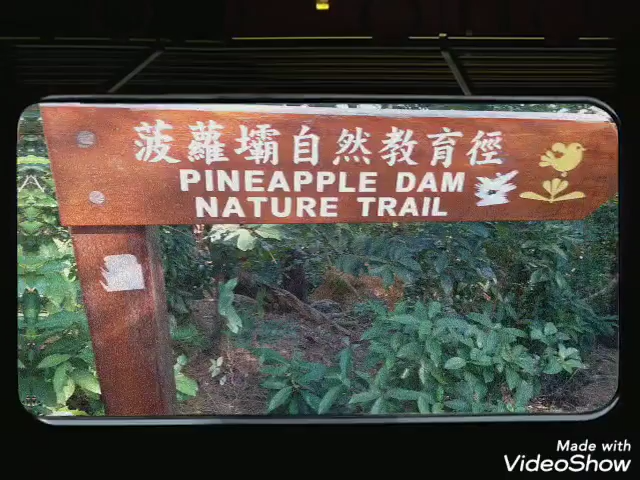 菠蘿壩自然教育徑
PINEAPPLE DAM
NATURE TRAIL
Made with
VideoShow